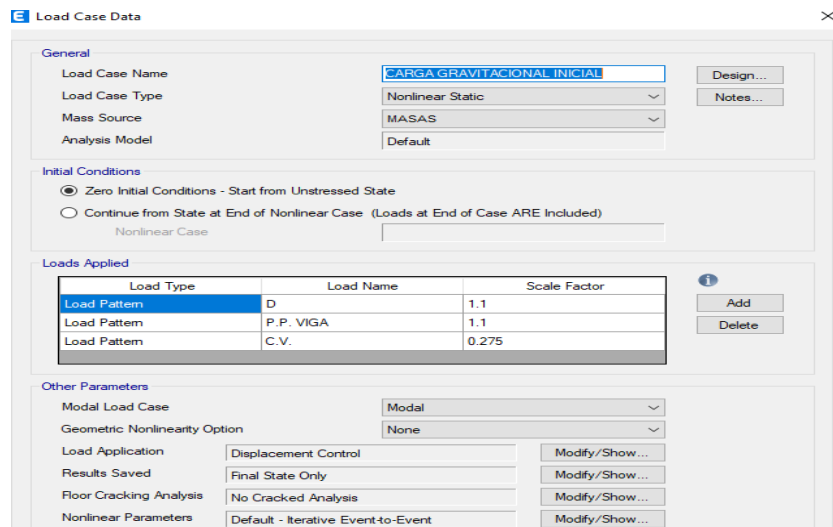 E Load Case Data
General
Load Case Name CARGA GRAVITACIONAL INICIAL Design...
Load Case Type Nonlinear Static Notes...
Mass Source MASAS
Analysis Model Default
Initial Conditions
Zero Initial Conditions - Start from Unstressed State
Continue from State at End of Nonlinear Case (Loads at End of Case ARE Included)
Nonlinear Case
Loads Applied
Load Type Load Name Scale Factor
Load Pattern D 1.1 Add
Load Pattern P.P. VIGA 1.1 Delete
Load Pattern C.V. 0.275
Other Parameters
Modal Load Case Modal
Geometric Nonlinearity Option None
Load Application Displacement Control Modify/Show...
Results Saved Final State Only Modify/Show...
Floor Cracking Analysis No Cracked Analysis Modify/Show...
Nonlinear Parameters Default - Iterative Event-to-Event Modify/Show...